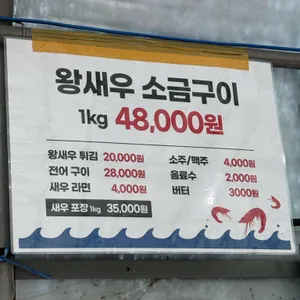 왕새우 소금구이
1kg 48,000원
왕새우 튀김 20,000원
전어 구이 28,000원
새우 라면 4,000원
새우 포장 1kg 35,000원
소주/맥주 4,000원
음료수 2,000원
버터 3000원